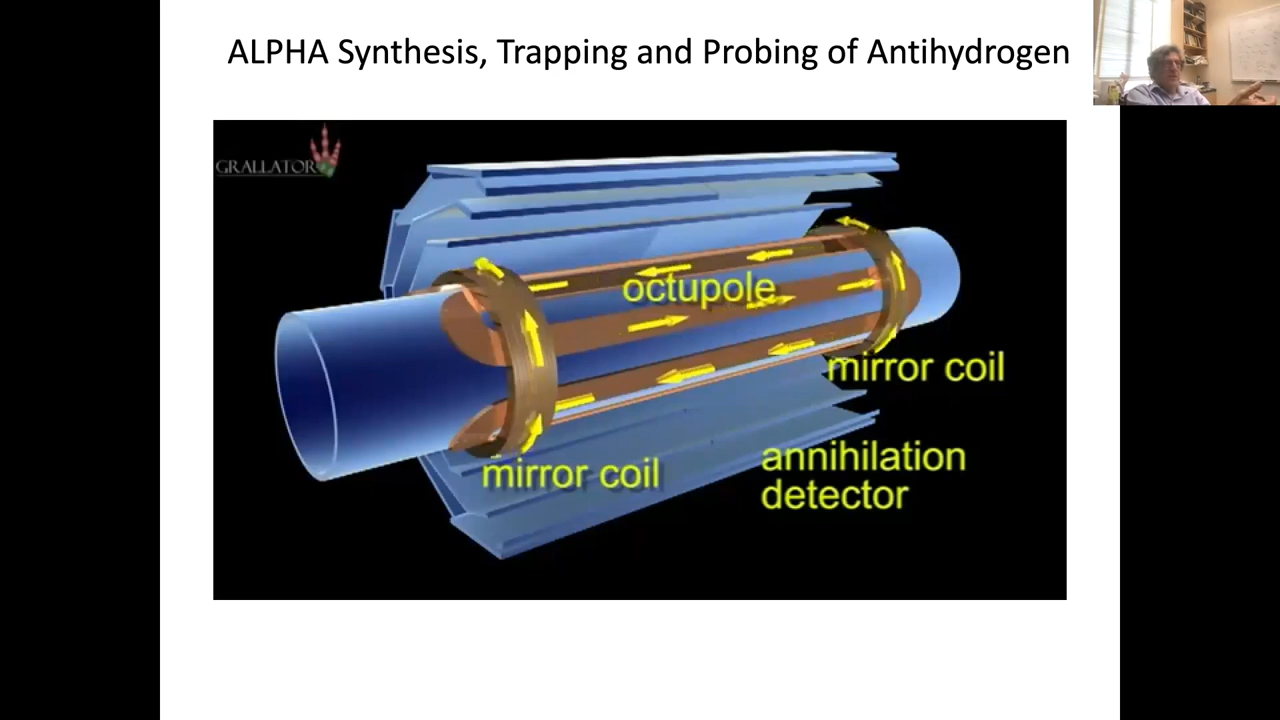 ALPHA Synthesis, Trapping and Probing of Antihydrogen
GRALLATOR
octupole
mirror coil
mirror coil
annihilation
detector